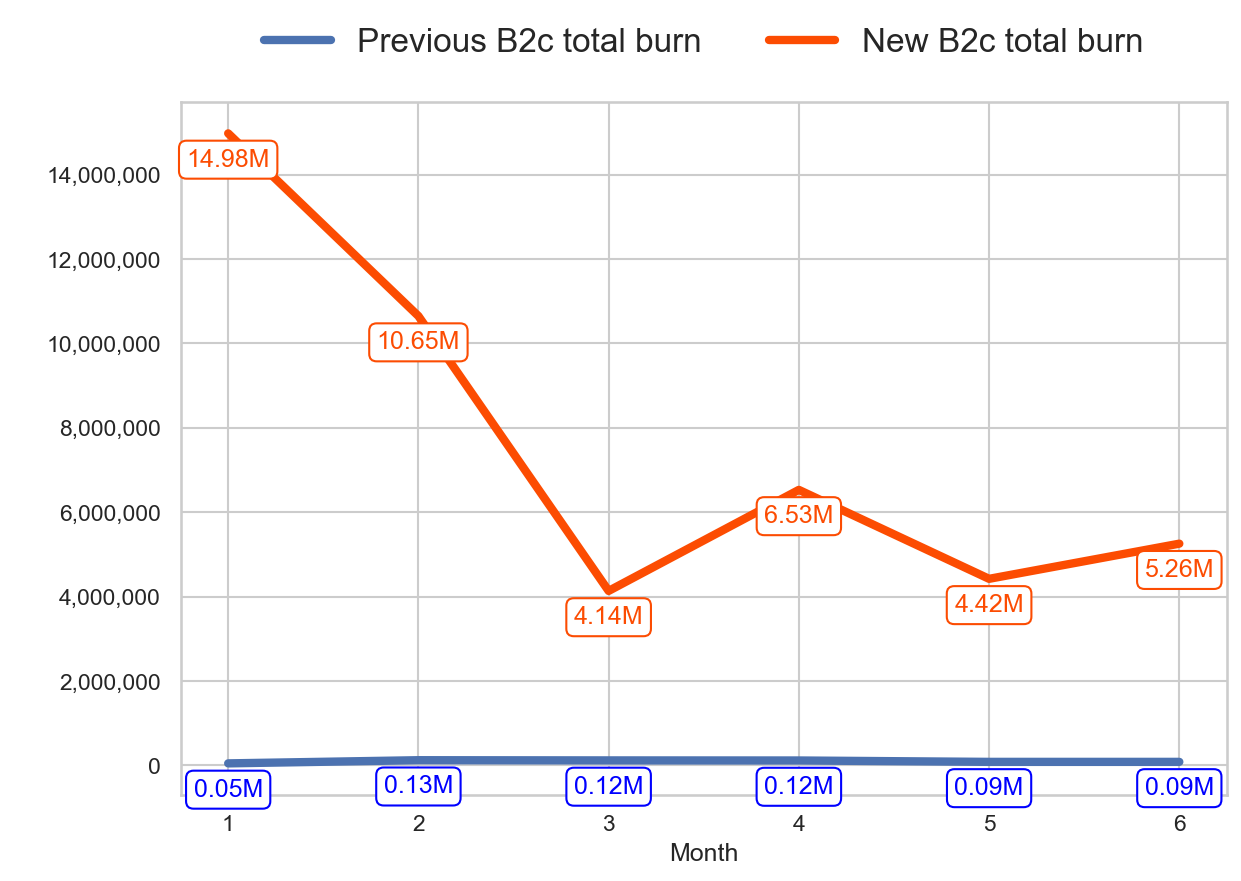 Previous B2c total burn New B2c total burn
14.98M
14,000,000
12,000,000
10.65M
10,000,000
8,000,000
6.53M
6,000,000
5.26M
4,000,000
4.14M
4.42M
2,000,000
0
0.05M 0.13M 0.12M 0.12M 0.09M 0.09M
1 2 3 4 5 6
Month